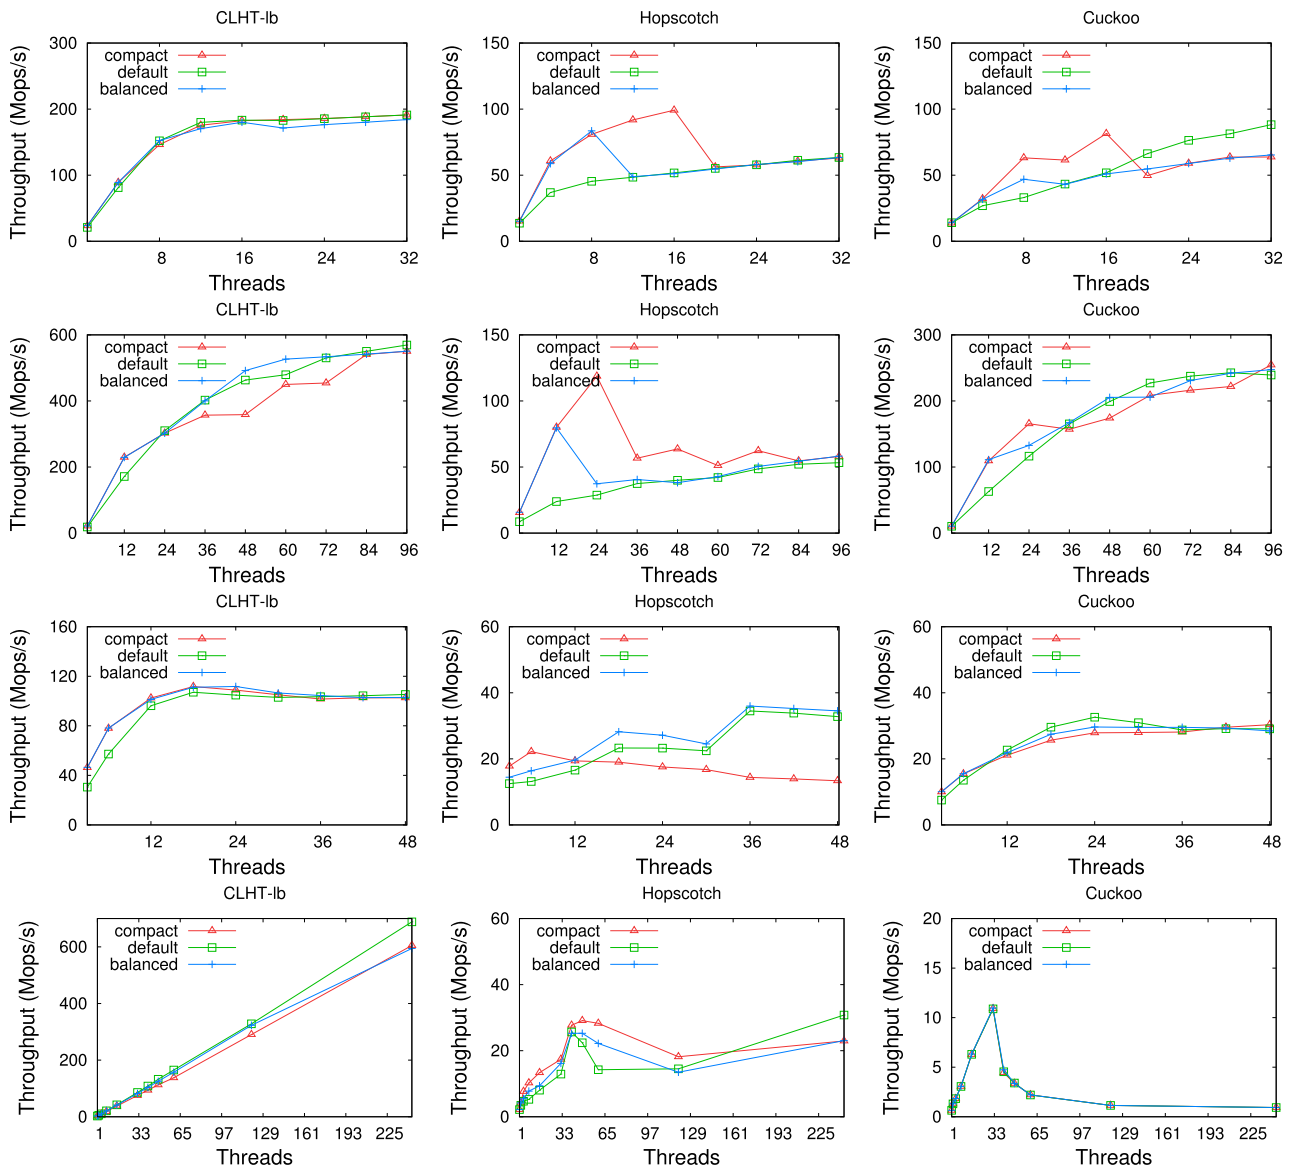 CLHT-lb
Throughput (Mops/s)
300
200
100
0
compact
default
balanced
8 16 24 32
Threads
Hopscotch
Throughput (Mops/s)
150
100
50
0
compact
default
balanced
8 16 24 32
Threads
Cuckoo
Throughput (Mops/s)
150
100
50
0
compact
default
balanced
8 16 24 32
Threads
CLHT-lb
Throughput (Mops/s)
600
400
200
0
compact
default
balanced
12 24 36 48 60 72 84 96
Threads
Hopscotch
Throughput (Mops/s)
150
100
50
0
compact
default
balanced
12 24 36 48 60 72 84 96
Threads
Cuckoo
Throughput (Mops/s)
300
200
100
0
compact
default
balanced
12 24 36 48 60 72 84 96
Threads
CLHT-lb
Throughput (Mops/s)
160
120
80
40
0
compact
default
balanced
12 24 36 48
Threads
Hopscotch
Throughput (Mops/s)
60
40
20
0
compact
default
balanced
12 24 36 48
Threads
Cuckoo
Throughput (Mops/s)
60
40
20
0
compact
default
balanced
12 24 36 48
Threads
CLHT-lb
Throughput (Mops/s)
600
400
200
0
compact
default
balanced
1 33 65 97 129 161 193 225
Threads
Hopscotch
Throughput (Mops/s)
60
40
20
0
compact
default
balanced
1 33 65 97 129 161 193 225
Threads
Cuckoo
Throughput (Mops/s)
20
15
10
5
0
compact
default
balanced
1 33 65 97 129 161 193 225
Threads